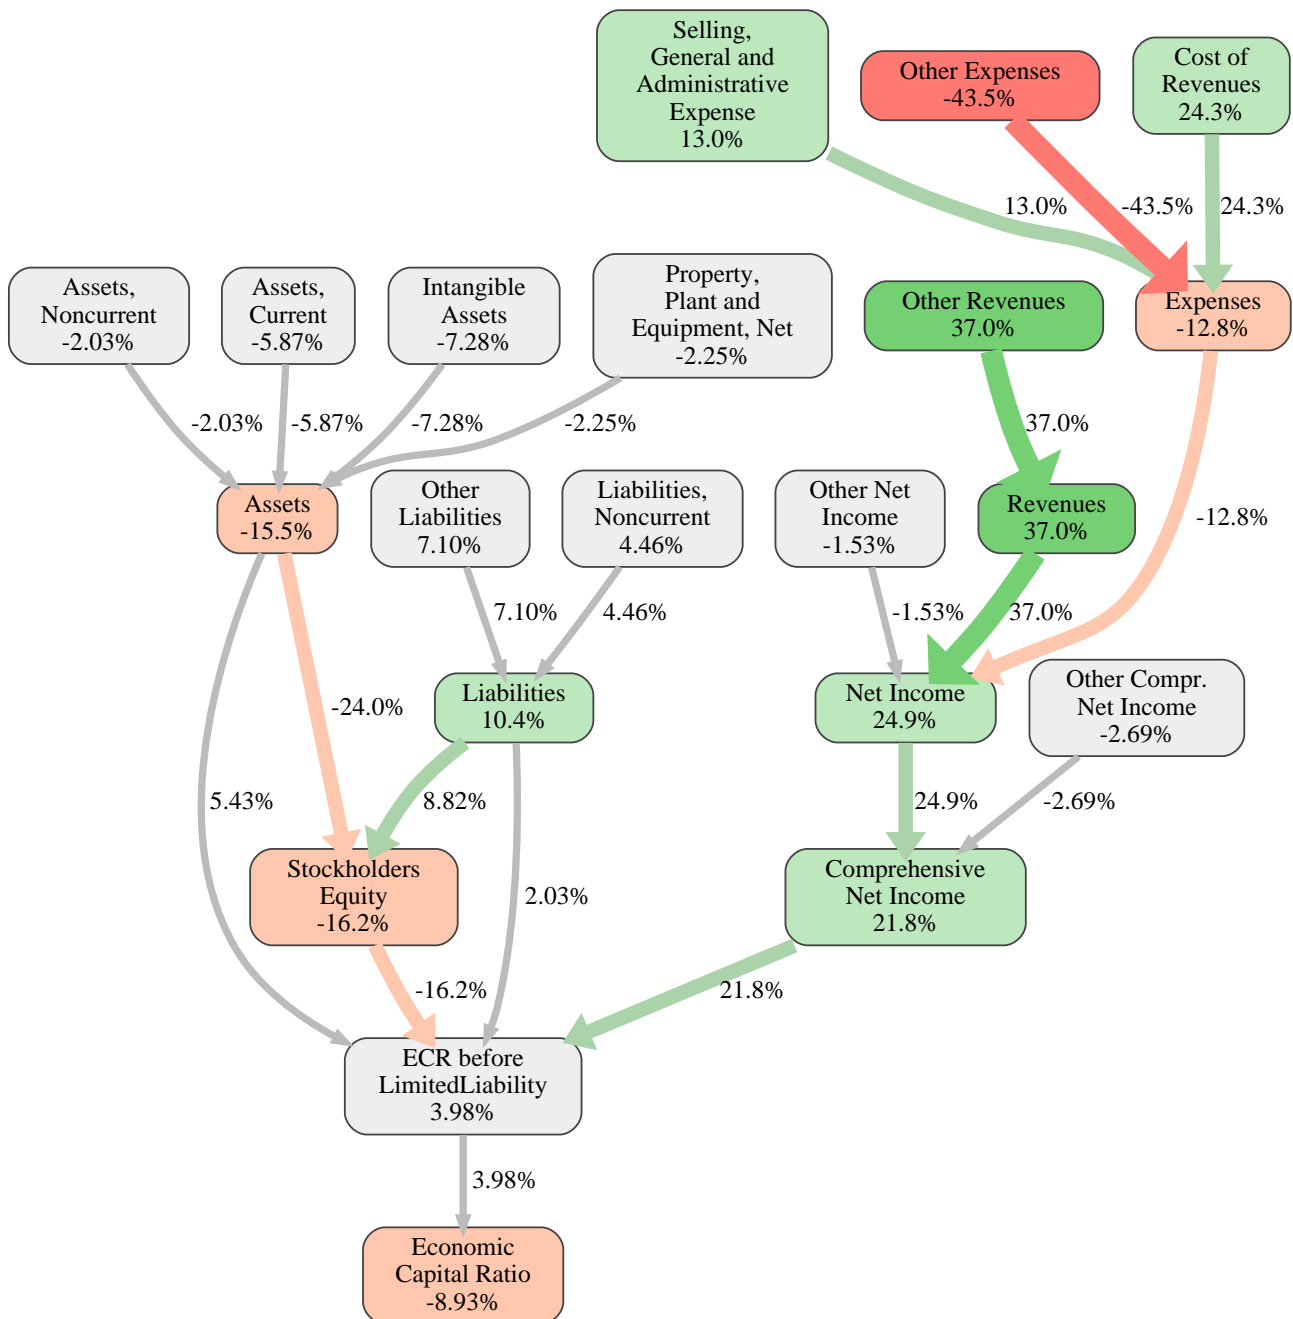 Selling,
General and
Administrative
Expense
13.0%
Other Expenses
-43.5%
Cost of
Revenues
24.3%
13.0%
-43.5%
24.3%
Assets,
Noncurrent
-2.03%
Assets,
Current
-5.87%
Intangible
Assets
-7.28%
Property,
Plant and
Equipment, Net
-2.25%
Other Revenues
37.0%
Expenses
-12.8%
-2.03%
-5.87%
-7.28%
-2.25%
37.0%
-12.8%
Assets
-15.5%
Other
Liabilities
7.10%
Liabilities,
Noncurrent
4.46%
Other Net
Income
-1.53%
Revenues
37.0%
7.10%
4.46%
-1.53%
37.0%
-24.0%
Liabilities
10.4%
Net Income
24.9%
Other Compr.
Net Income
-2.69%
5.43%
8.82%
24.9%
-2.69%
Stockholders
Equity
-16.2%
2.03%
Comprehensive
Net Income
21.8%
-16.2%
21.8%
ECR before
LimitedLiability
3.98%
3.98%
Economic
Capital Ratio
-8.93%